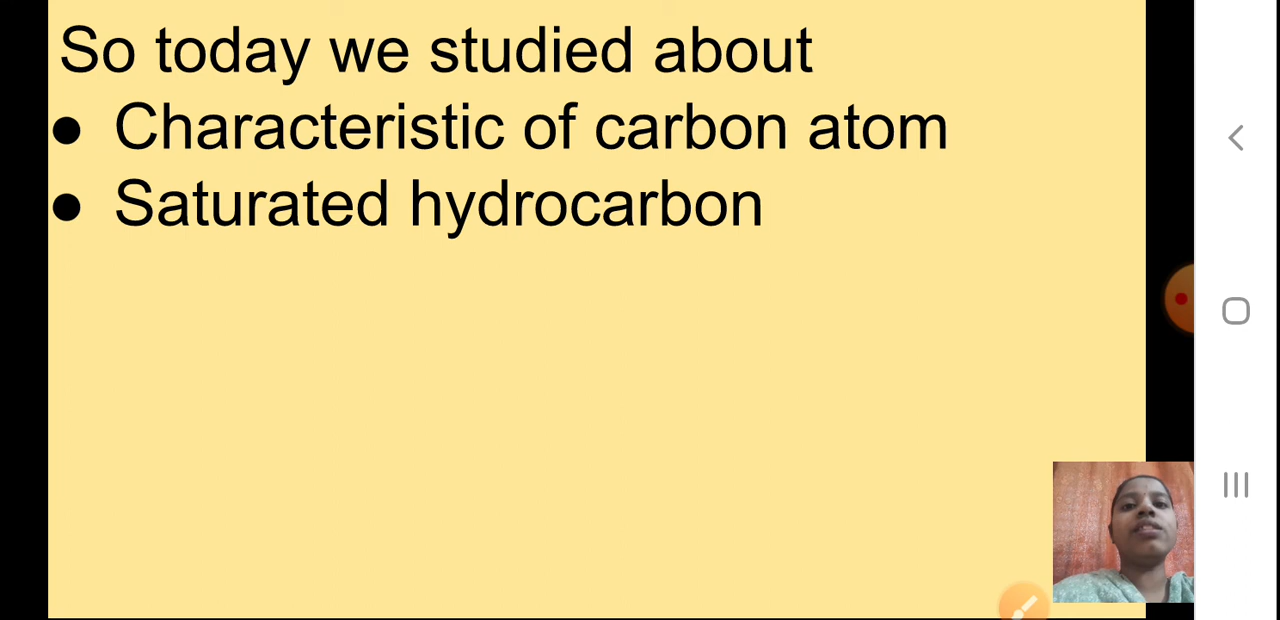 So today we studied about
● Characteristic of carbon atom
● Saturated hydrocarbon